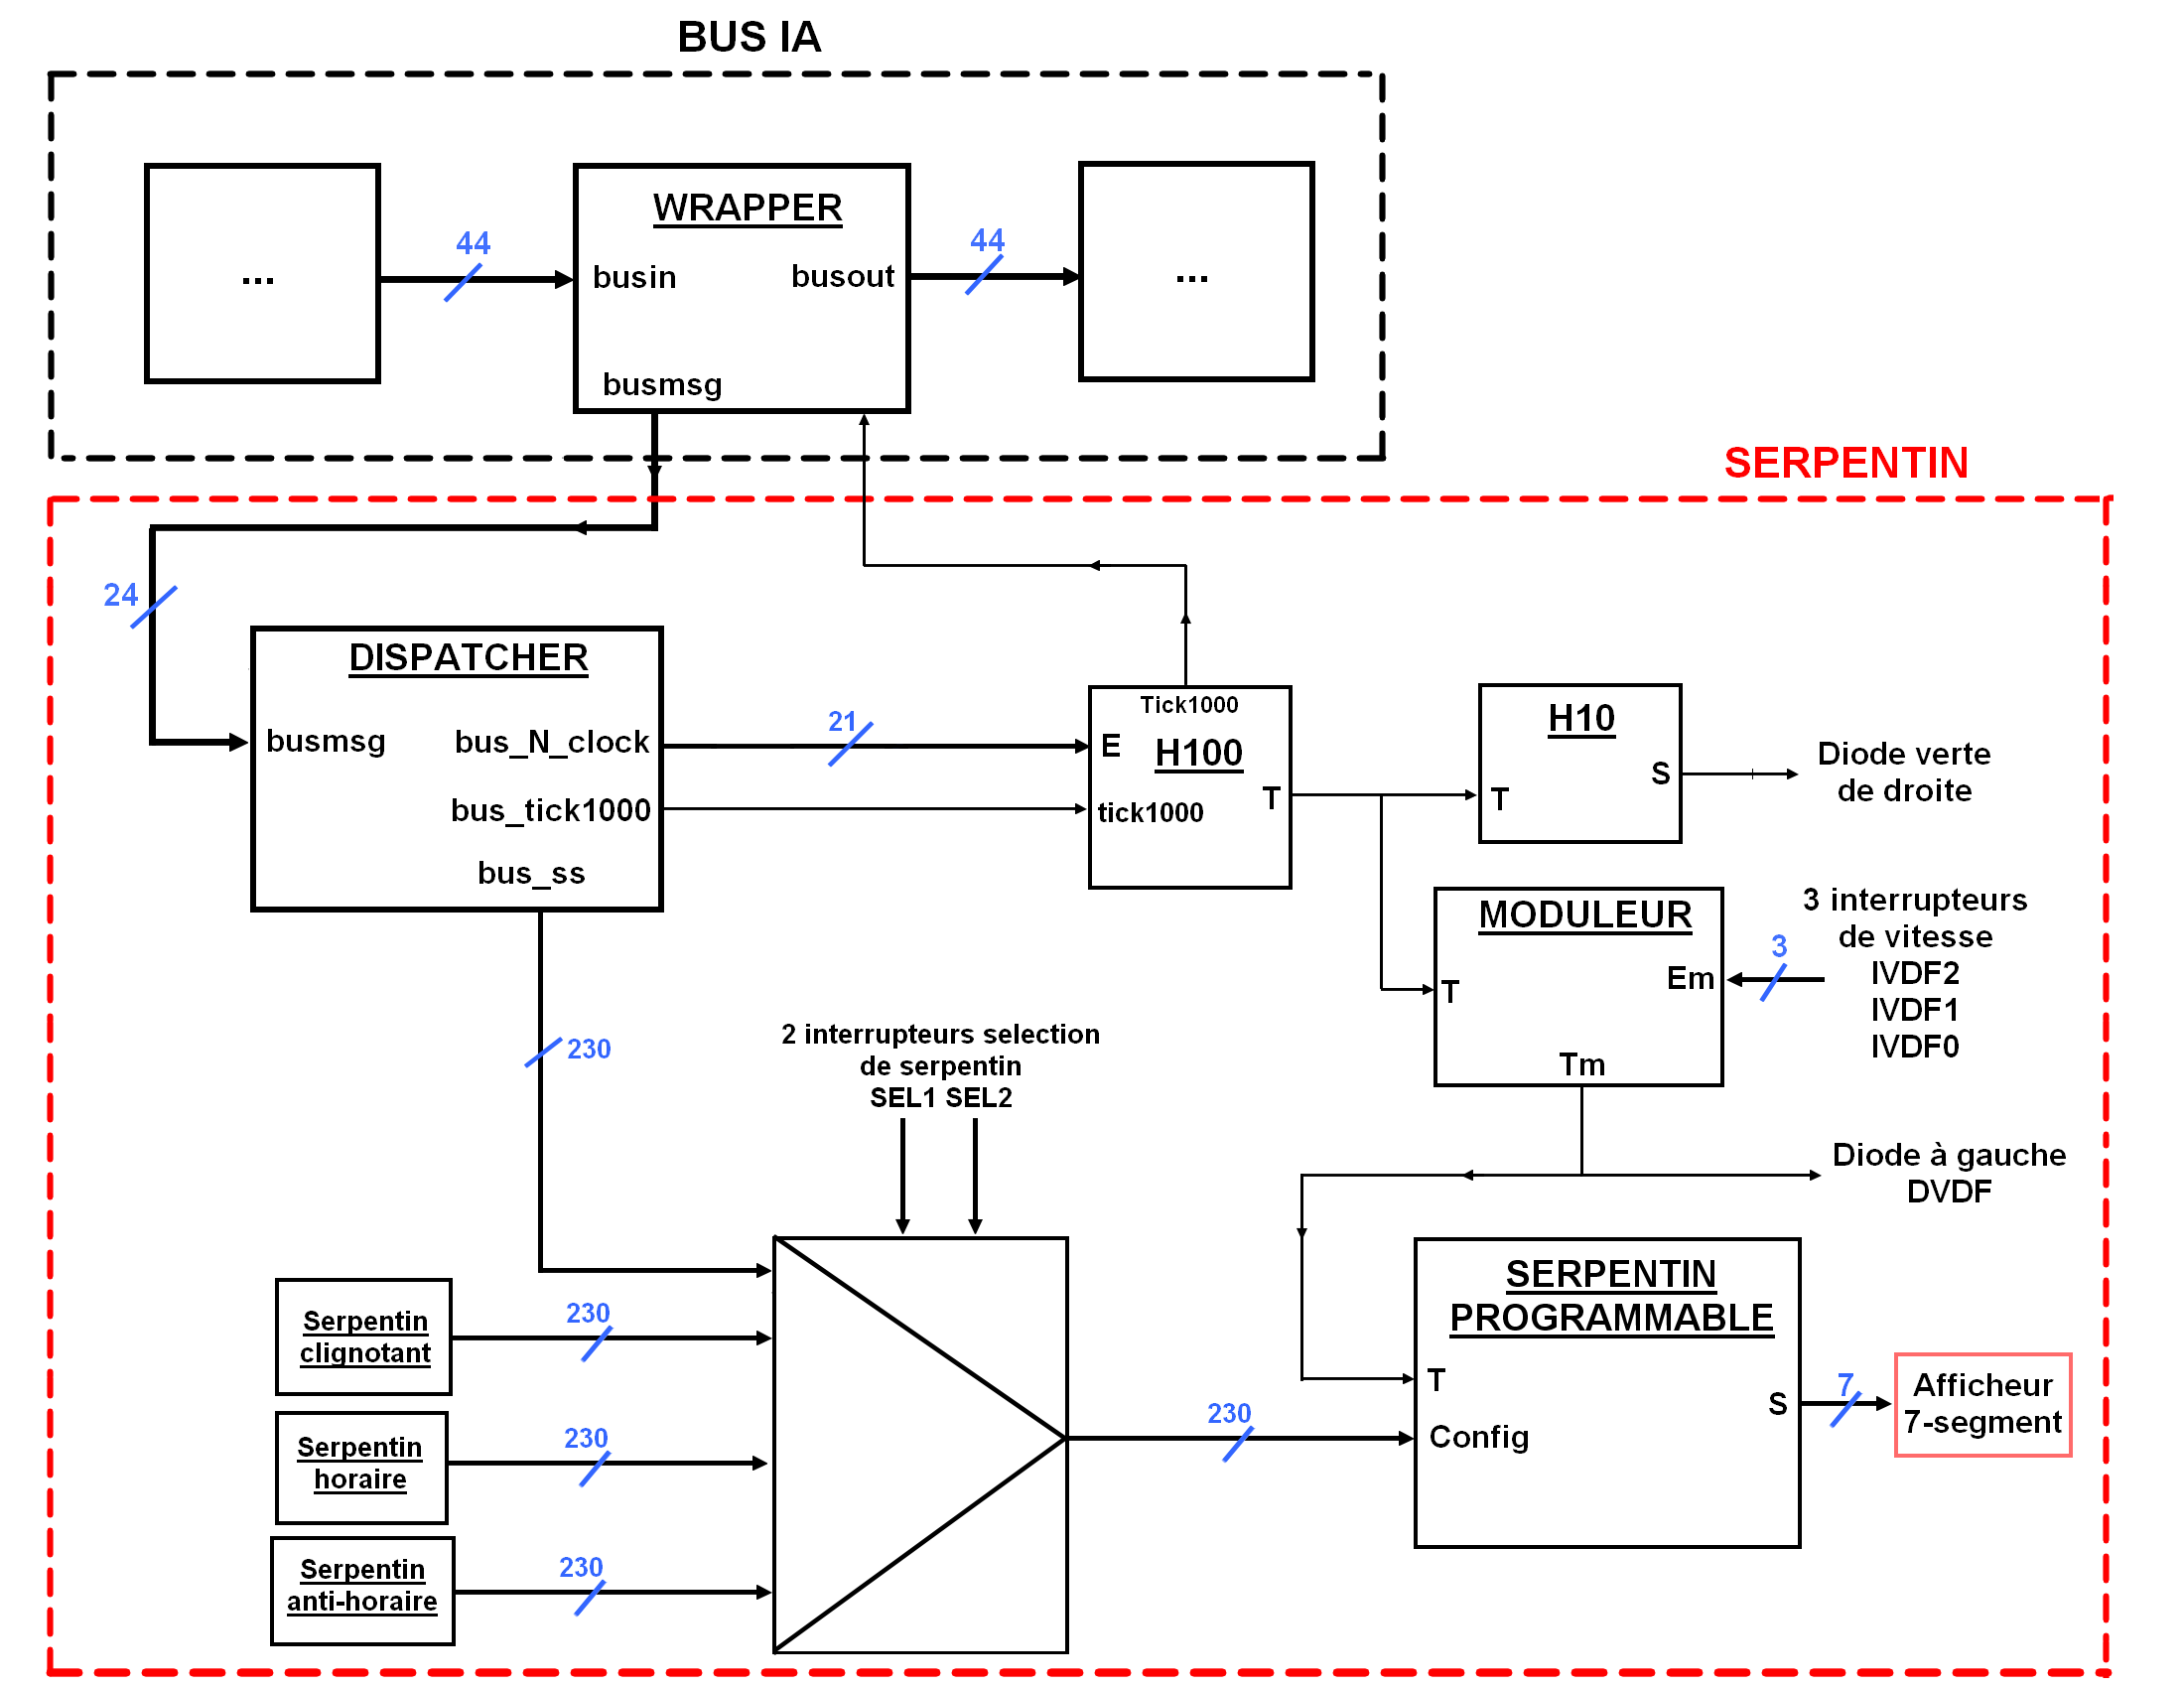 BUS IA
...
44
WRAPPER
busin
busout
busmsg
44
...
SERPENTIN
24
DISPATCHER
busmsg
bus_N_clock
bus_tick1000
bus_ss
21
Tick1000
E
H100
tick1000
T
H10
T
S
Diode verte
de droite
MODULEUR
T
Em
Tm
3
3 interrupteurs
de vitesse
IVDF2
IVDF1
IVDF0
230
2 interrupteurs selection
de serpentin
SEL1 SEL2
Diode à gauche
DVDF
Serpentin
clignotant
230
Serpentin
horaire
230
Serpentin
anti-horaire
230
230
SERPENTIN
PROGRAMMABLE
T
Config
S
7
Afficheur
7-segment